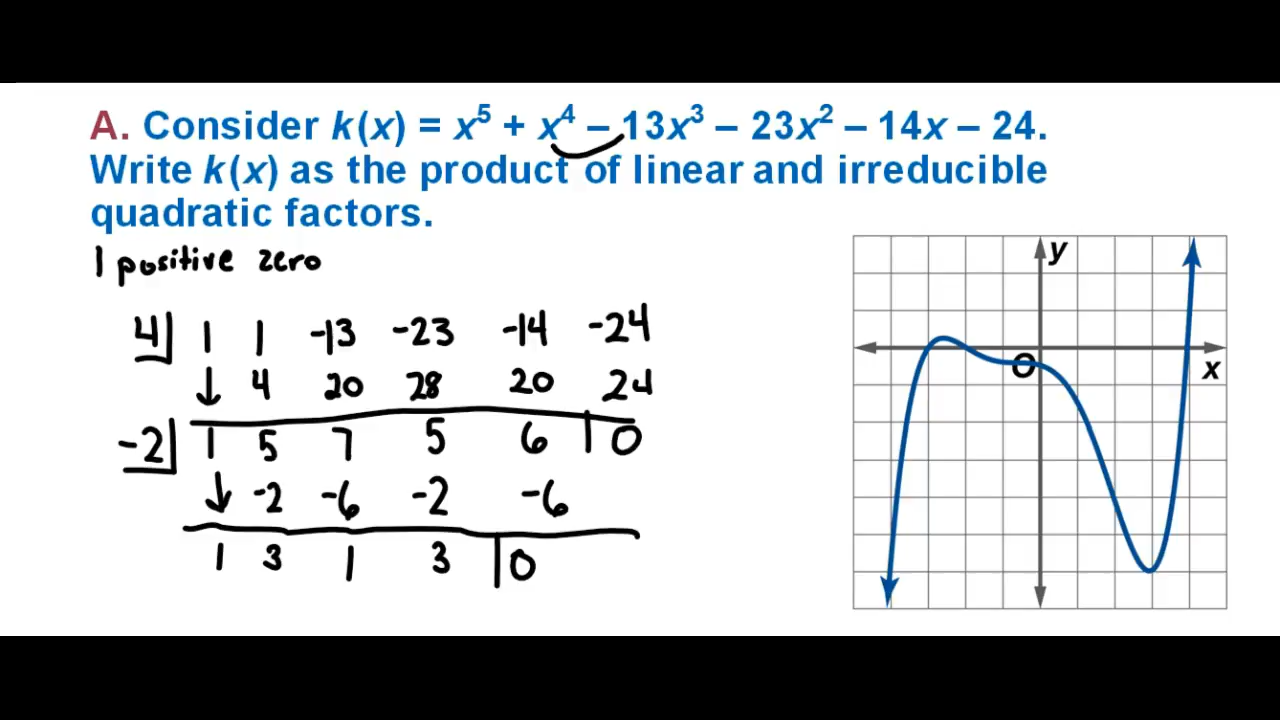 A. Consider k(x) = x⁵ + x⁴ – 13x³ – 23x² – 14x – 24.
Write k(x) as the product of linear and irreducible
quadratic factors.
1 positive zero
4| 1 1 -13 -23 -14 -24
↓ 4 20 28 20 24
-2| 1 5 7 5 6 | 0
↓ -2 -6 -2 -6
1 3 1 3 | 0
y
O
x